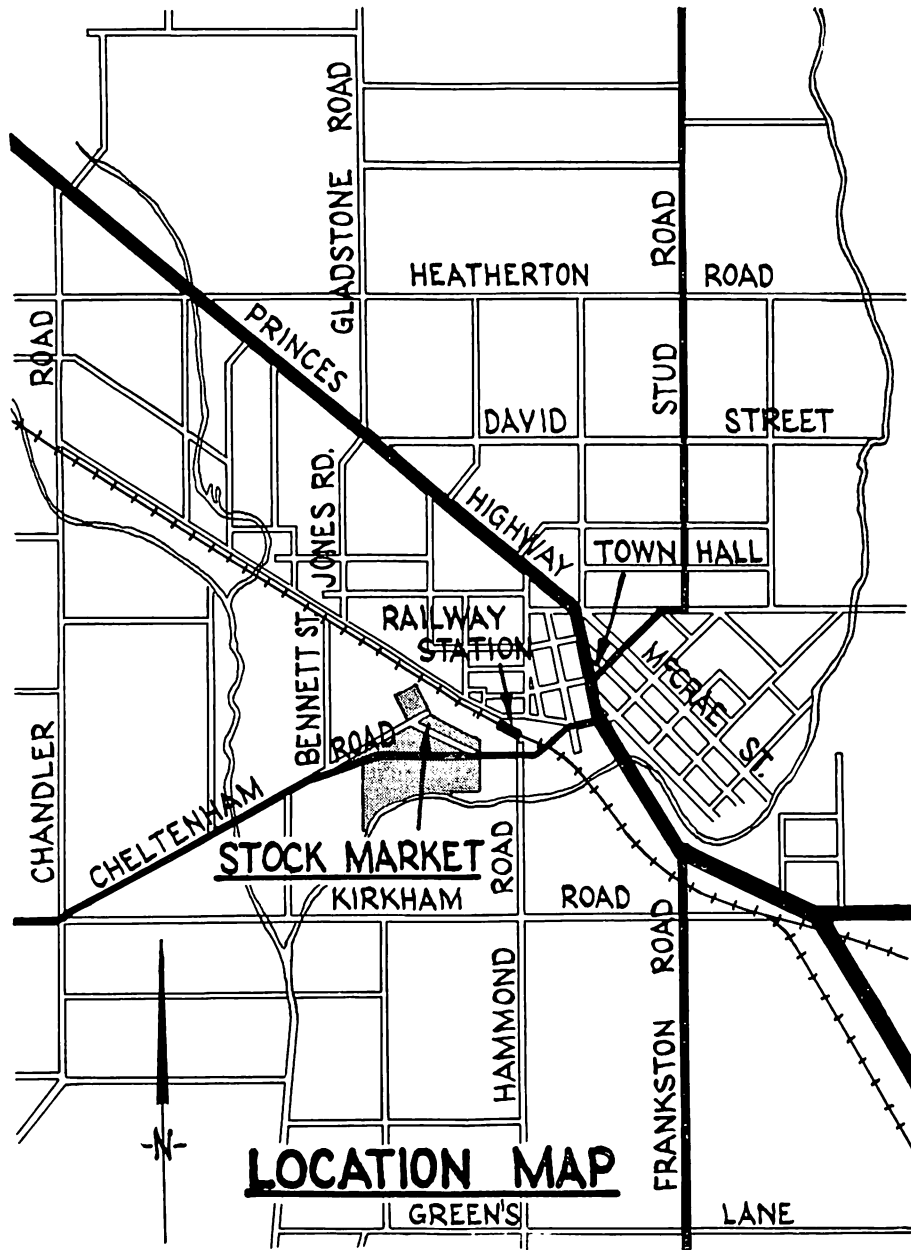 GLADSTONE ROAD
HEATHERTON ROAD
STUD ROAD
PRINCES HIGHWAY
ROAD
DAVID STREET
JONES RD.
TOWN HALL
RAILWAY
STATION
BENNETT ST.
MCCRAE ST.
CHANDLER
CHELTENHAM ROAD
STOCK MARKET
KIRKHAM ROAD
HAMMOND ROAD
FRANKSTON ROAD
-N-
LOCATION MAP
GREEN'S LANE